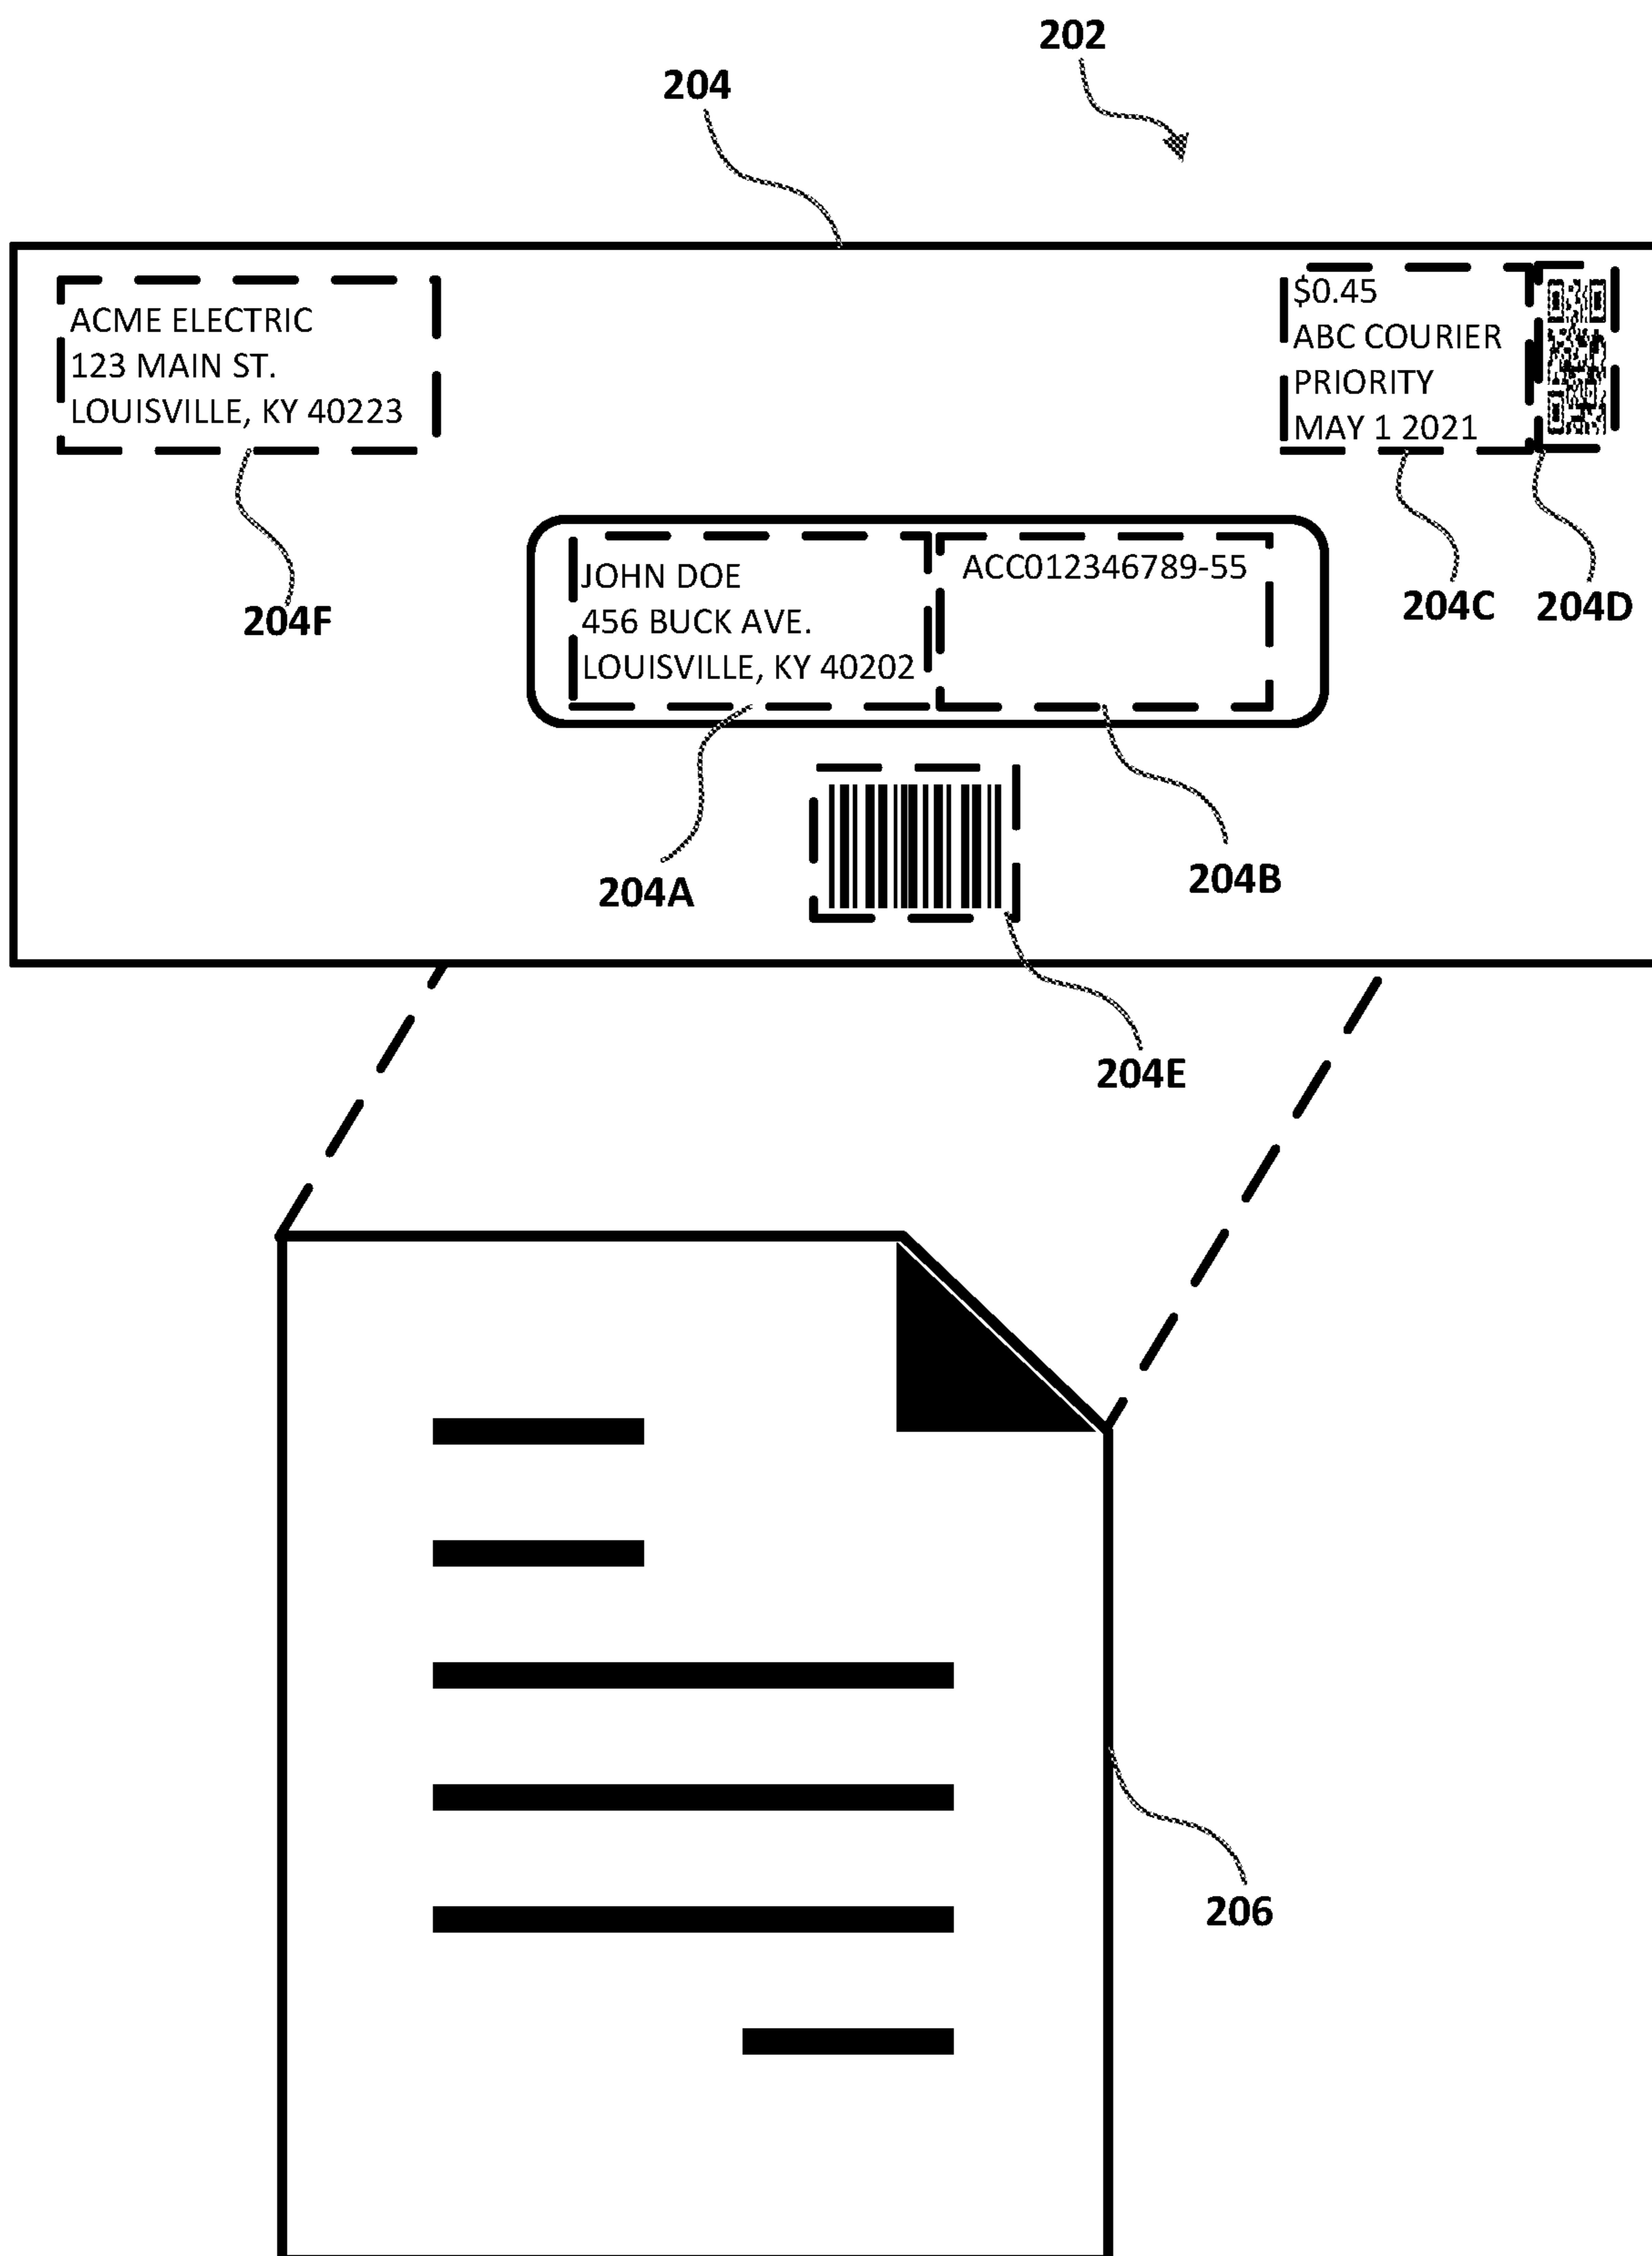 202
204
ACME ELECTRIC
123 MAIN ST.
LOUISVILLE, KY 40223
$0.45
ABC COURIER
PRIORITY
MAY 1 2021
204F
204C
204D
JOHN DOE
456 BUCK AVE.
LOUISVILLE, KY 40202
ACC012346789-55
204A
204B
204E
206